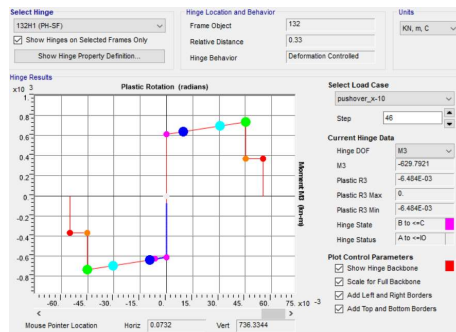 Select Hinge
132H1 (PH-SF)
Show Hinges on Selected Frames Only
Show Hinge Property Definition...
Hinge Location and Behavior
Frame Object 132
Relative Distance 0.33
Hinge Behavior Deformation Controlled
Units
KN, m, C
Hinge Results
x10 3 Plastic Rotation (radians)
1.
0.8
0.6
0.4
0.2
0.
-0.2
-0.4
-0.6
-0.8
Moment M3 (kn-m)
-60. -45. -30. -15. 0. 15. 30. 45. 60. 75. x10 -3
< >
Mouse Pointer Location Horiz 0.0732 Vert 736.3344
Select Load Case
pushover_x-10
Step 46
Current Hinge Data
Hinge DOF M3
M3 -629.7921
Plastic R3 -6.484E-03
Plastic R3 Max 0.
Plastic R3 Min -6.484E-03
Hinge State B to <=C
Hinge Status A to <=IO
Plot Control Parameters
Show Hinge Backbone
Scale for Full Backbone
Add Left and Right Borders
Add Top and Bottom Borders